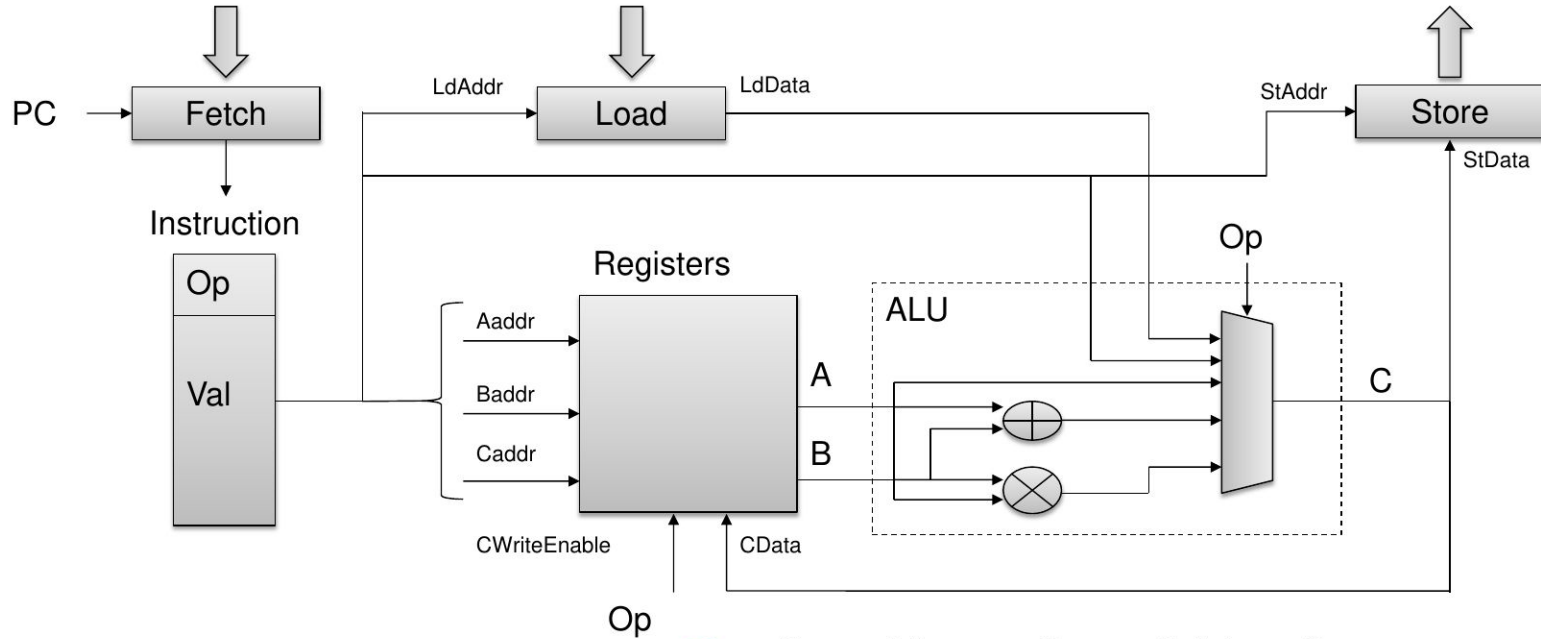 LdAddr
LdData
StAddr
PC
Fetch
Load
Store
StData
Instruction
Op
Registers
Op
Aaddr
ALU
Val
A
C
Baddr
B
Caddr
CWriteEnable
CData
Op